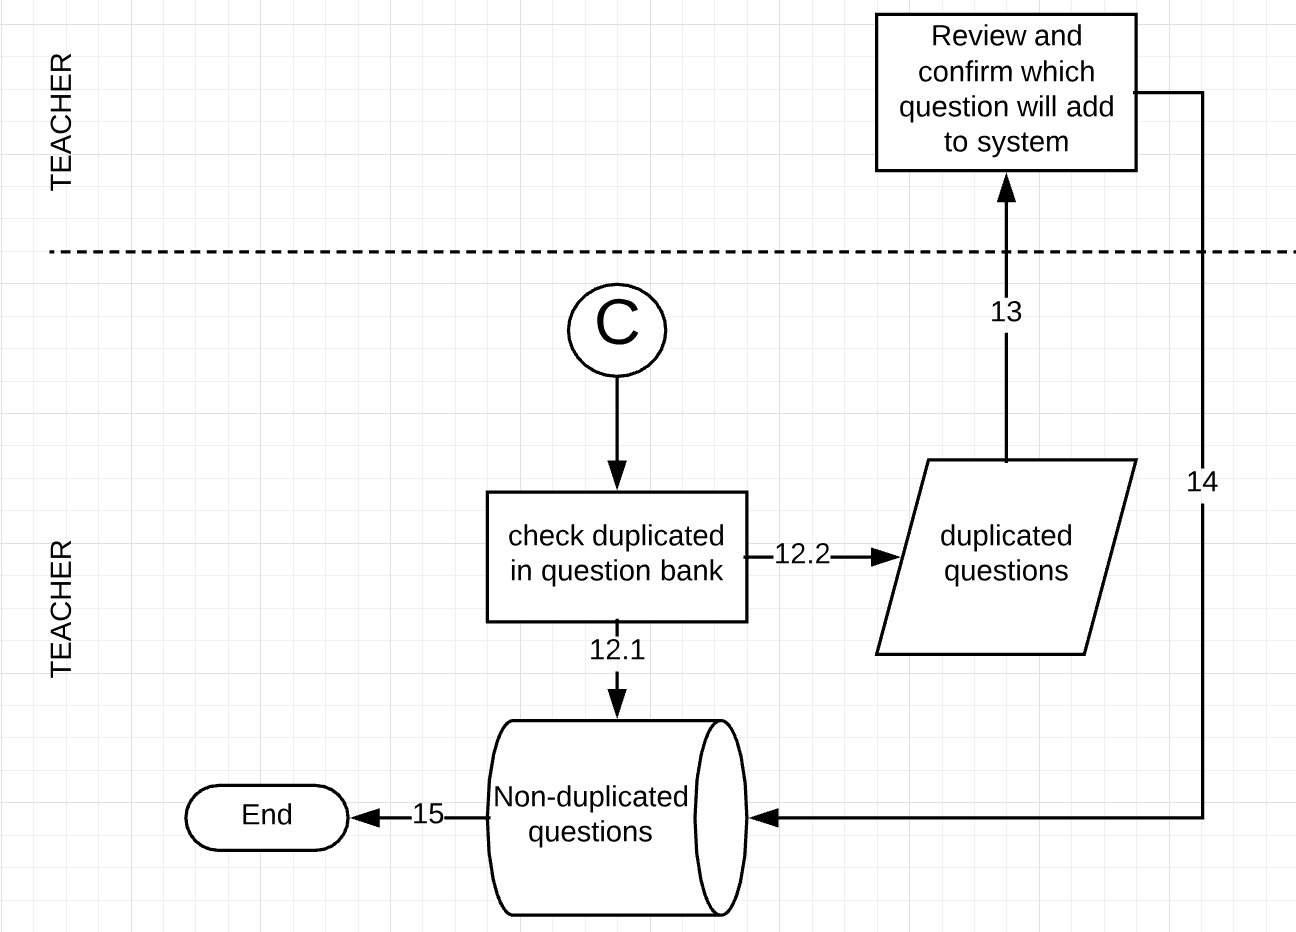 TEACHER
Review and
confirm which
question will add
to system
C
13
14
TEACHER
check duplicated
in question bank
12.2
duplicated
questions
12.1
Non-duplicated
questions
15
End